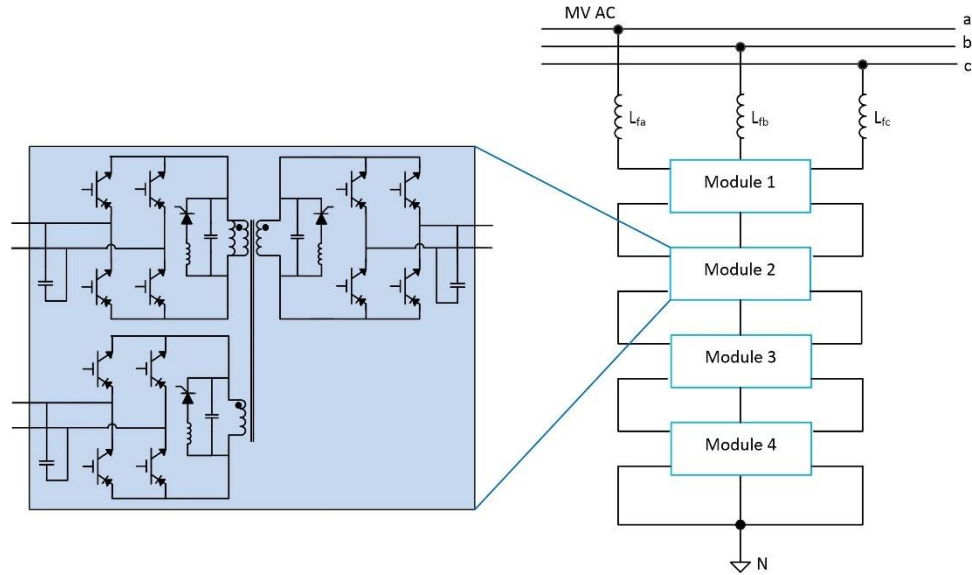 MV AC
a
b
c
Lfa
Lfb
Lfc
Module 1
Module 2
Module 3
Module 4
N